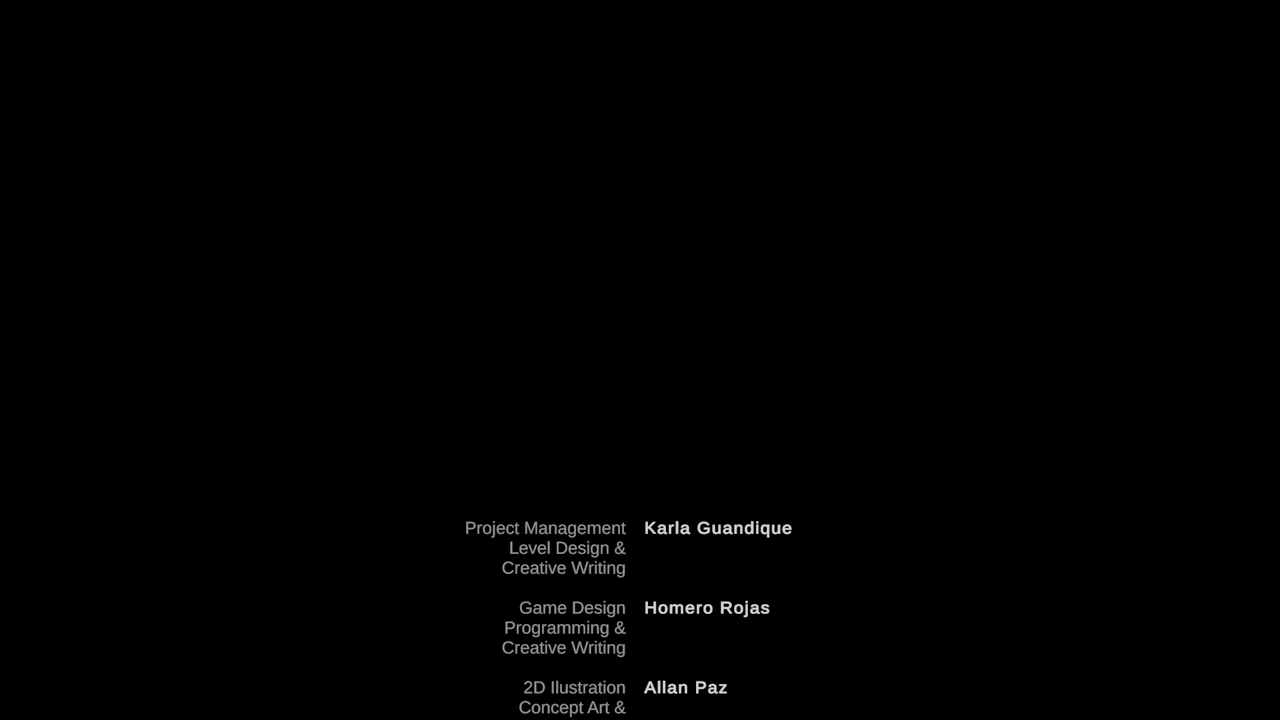 Project Management Karla Guandique
Level Design &
Creative Writing
Game Design Homero Rojas
Programming &
Creative Writing
2D Ilustration Allan Paz
Concept Art &